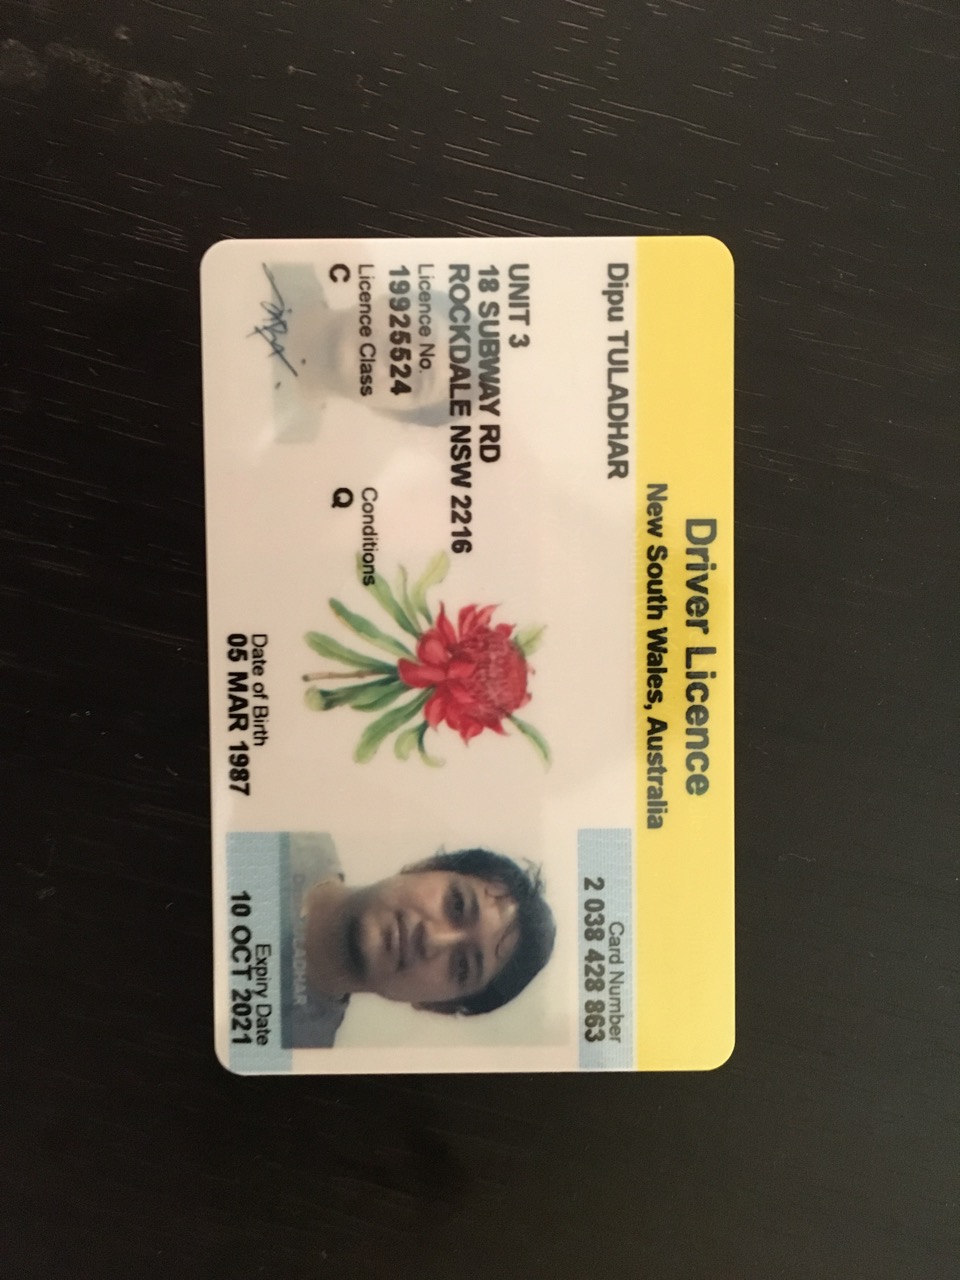 Driver Licence
New South Wales, Australia
Dipu TULADHAR
Card Number
2 038 428 863
UNIT 3
18 SUBWAY RD
ROCKDALE NSW 2216
Licence No.
19925524
Licence Class
C
Conditions
Q
Date of Birth
05 MAR 1987
Expiry Date
10 OCT 2021